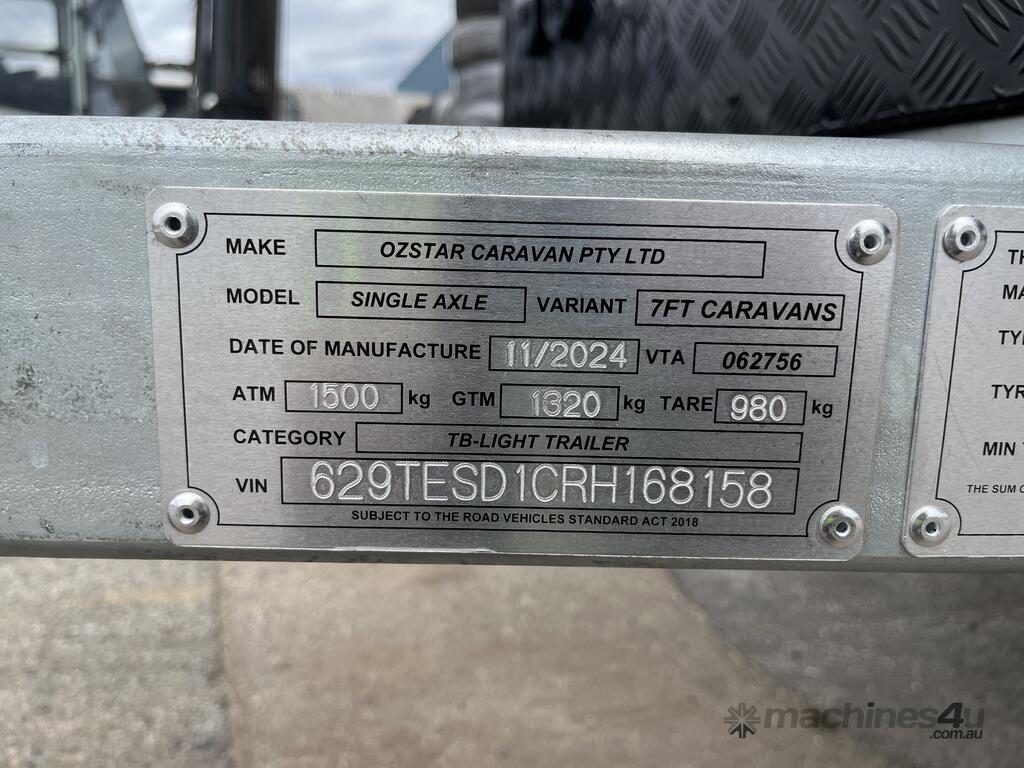 MAKE OZSTAR CARAVAN PTY LTD
MODEL SINGLE AXLE VARIANT 7FT CARAVANS
DATE OF MANUFACTURE 11/2024 VTA 062756
ATM 1500 kg GTM 1320 kg TARE 980 kg
CATEGORY TB-LIGHT TRAILER
VIN 629TESD1CRH168158
SUBJECT TO THE ROAD VEHICLES STANDARD ACT 2018
MIN
THE SUM
machines4u
.com.au